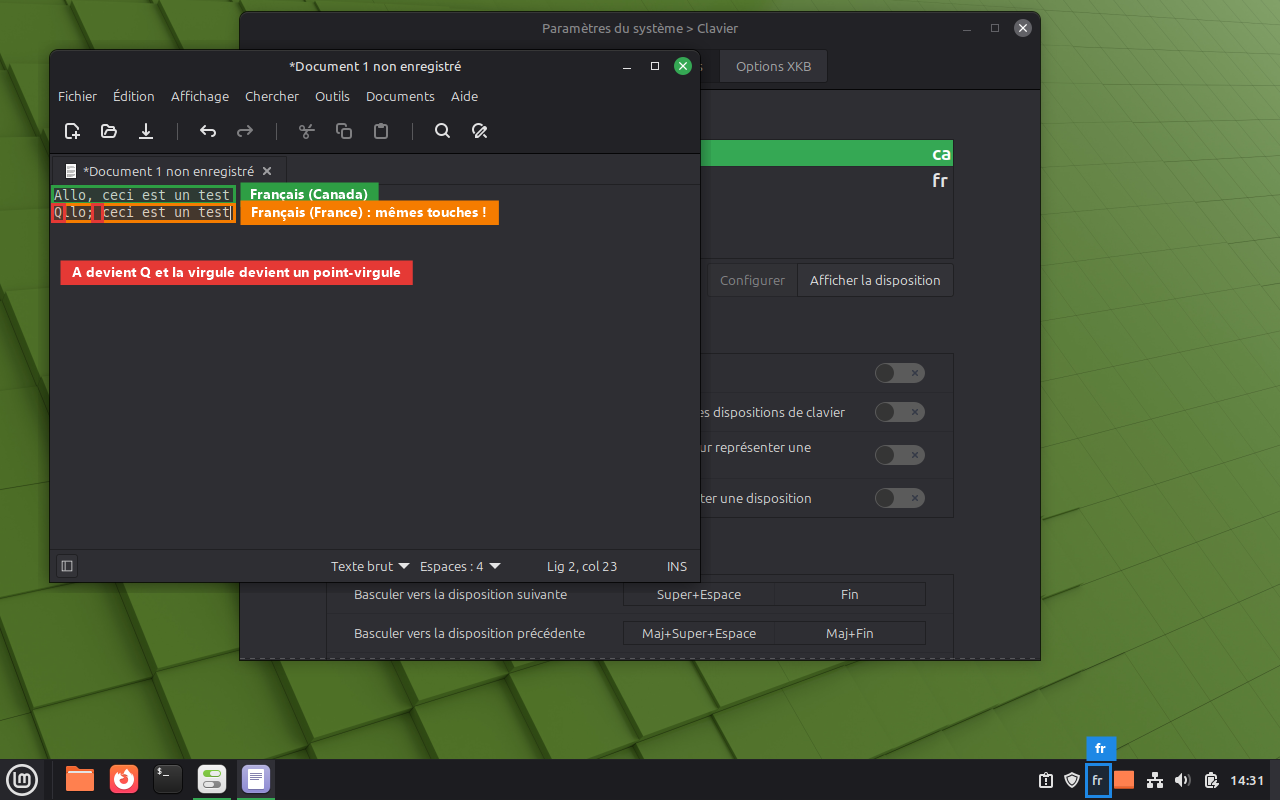 Paramètres du système > Clavier
*Document 1 non enregistré
s
Options XKB
Fichier Édition Affichage Chercher Outils Documents Aide
*Document 1 non enregistré
ca
fr
Allo, ceci est un test
Français (Canada)
Qllo; ceci est un test
Français (France) : mêmes touches !
A devient Q et la virgule devient un point-virgule
Configurer
Afficher la disposition
es dispositions de clavier
ur représenter une
ter une disposition
Texte brut
Espaces : 4
Lig 2, col 23
INS
Basculer vers la disposition suivante
Super+Espace
Fin
Basculer vers la disposition précédente
Maj+Super+Espace
Maj+Fin
fr
lm
$_
fr
14:31